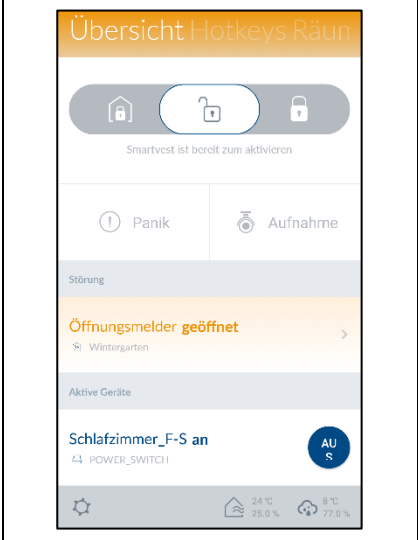 Übersicht Hotkeys Räun
Smartvest ist bereit zum aktivieren
Panik
Aufnahme
Störung
Öffnungsmelder geöffnet
Wintergarten
Aktive Geräte
Schlafzimmer_F-S an
AU
S
POWER_SWITCH
24 °C
25.0 %
8 °C
77.0 %